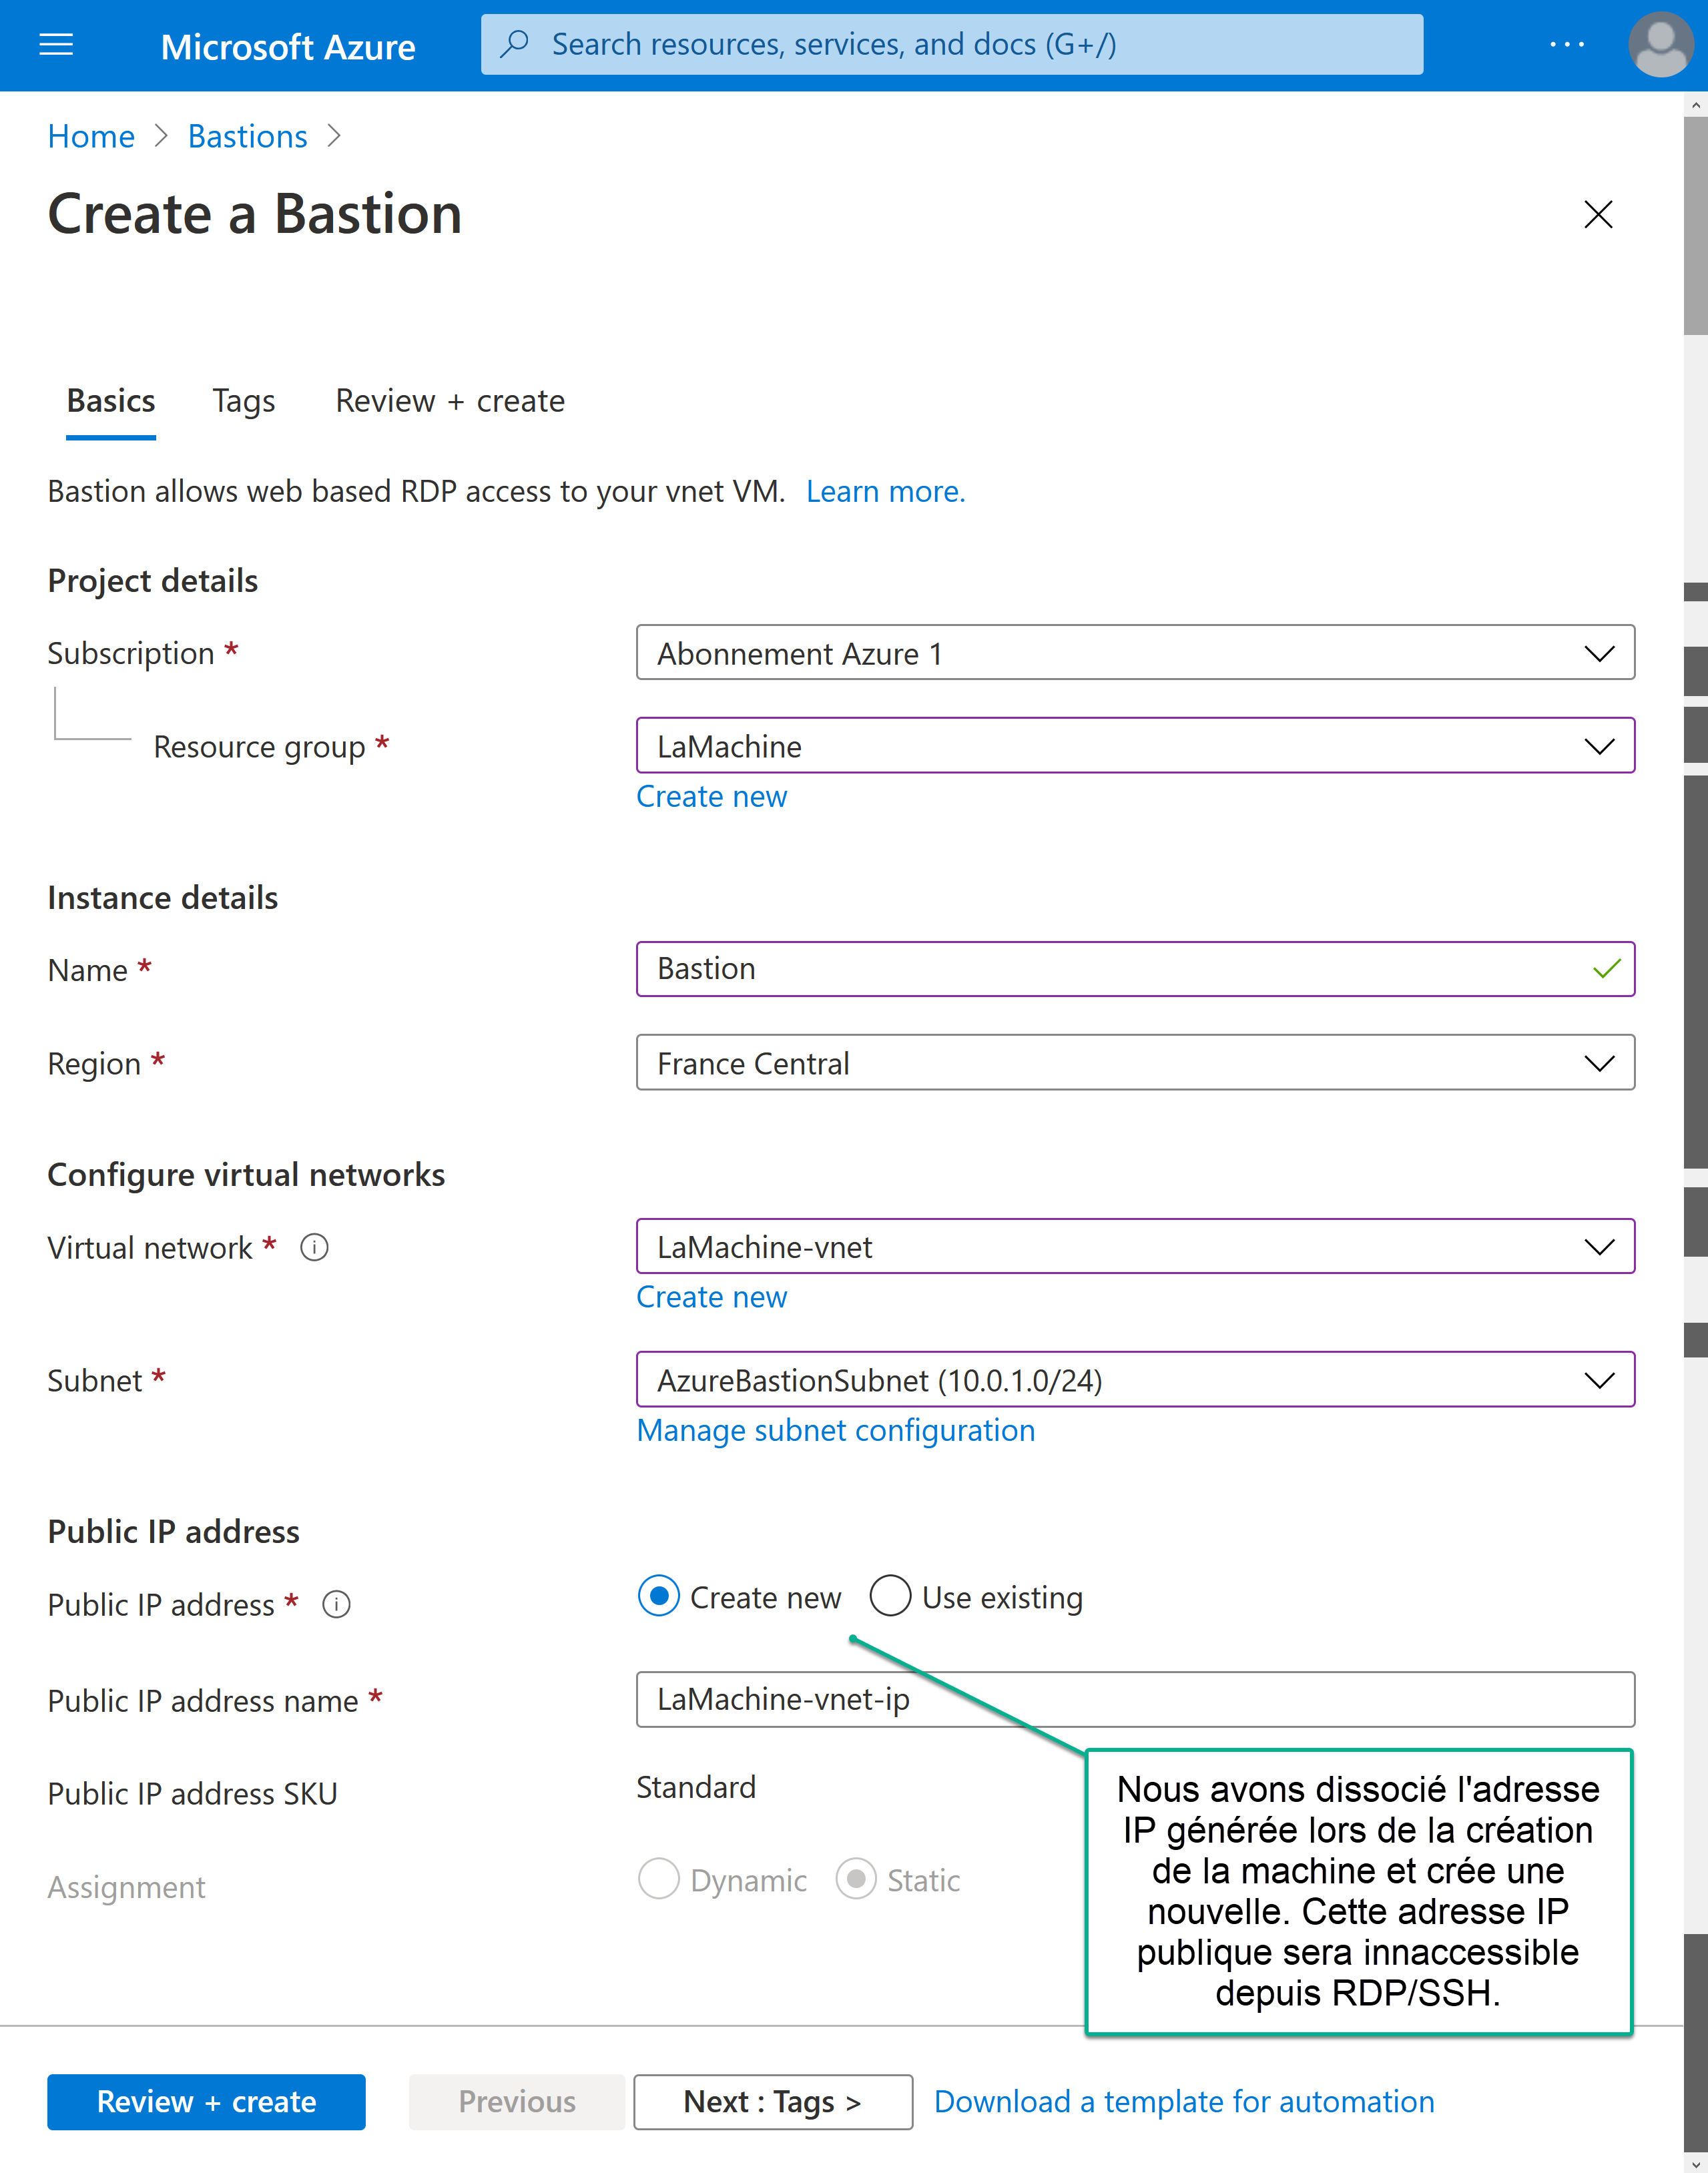 Microsoft Azure
Search resources, services, and docs (G+/)
Home > Bastions >
Create a Bastion
Basics Tags Review + create
Bastion allows web based RDP access to your vnet VM. Learn more.
Project details
Subscription *
Abonnement Azure 1
Resource group *
LaMachine
Create new
Instance details
Name *
Bastion
Region *
France Central
Configure virtual networks
Virtual network *
LaMachine-vnet
Create new
Subnet *
AzureBastionSubnet (10.0.1.0/24)
Manage subnet configuration
Public IP address
Public IP address *
Create new Use existing
Public IP address name *
LaMachine-vnet-ip
Public IP address SKU
Standard
Assignment
Dynamic Static
Nous avons dissocié l'adresse
IP générée lors de la création
de la machine et crée une
nouvelle. Cette adresse IP
publique sera innaccessible
depuis RDP/SSH.
Review + create Previous Next : Tags > Download a template for automation